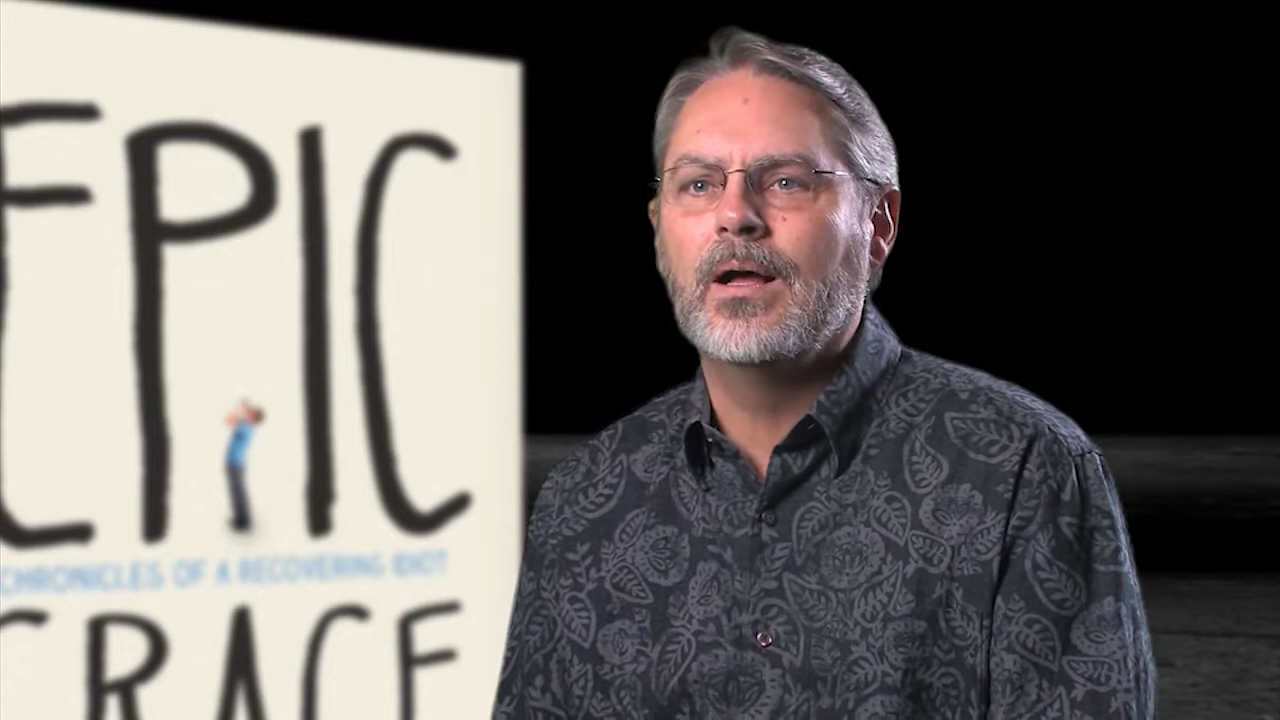 EPIC
CHRONICLES OF A RECOVERING IDIOT
GRACE